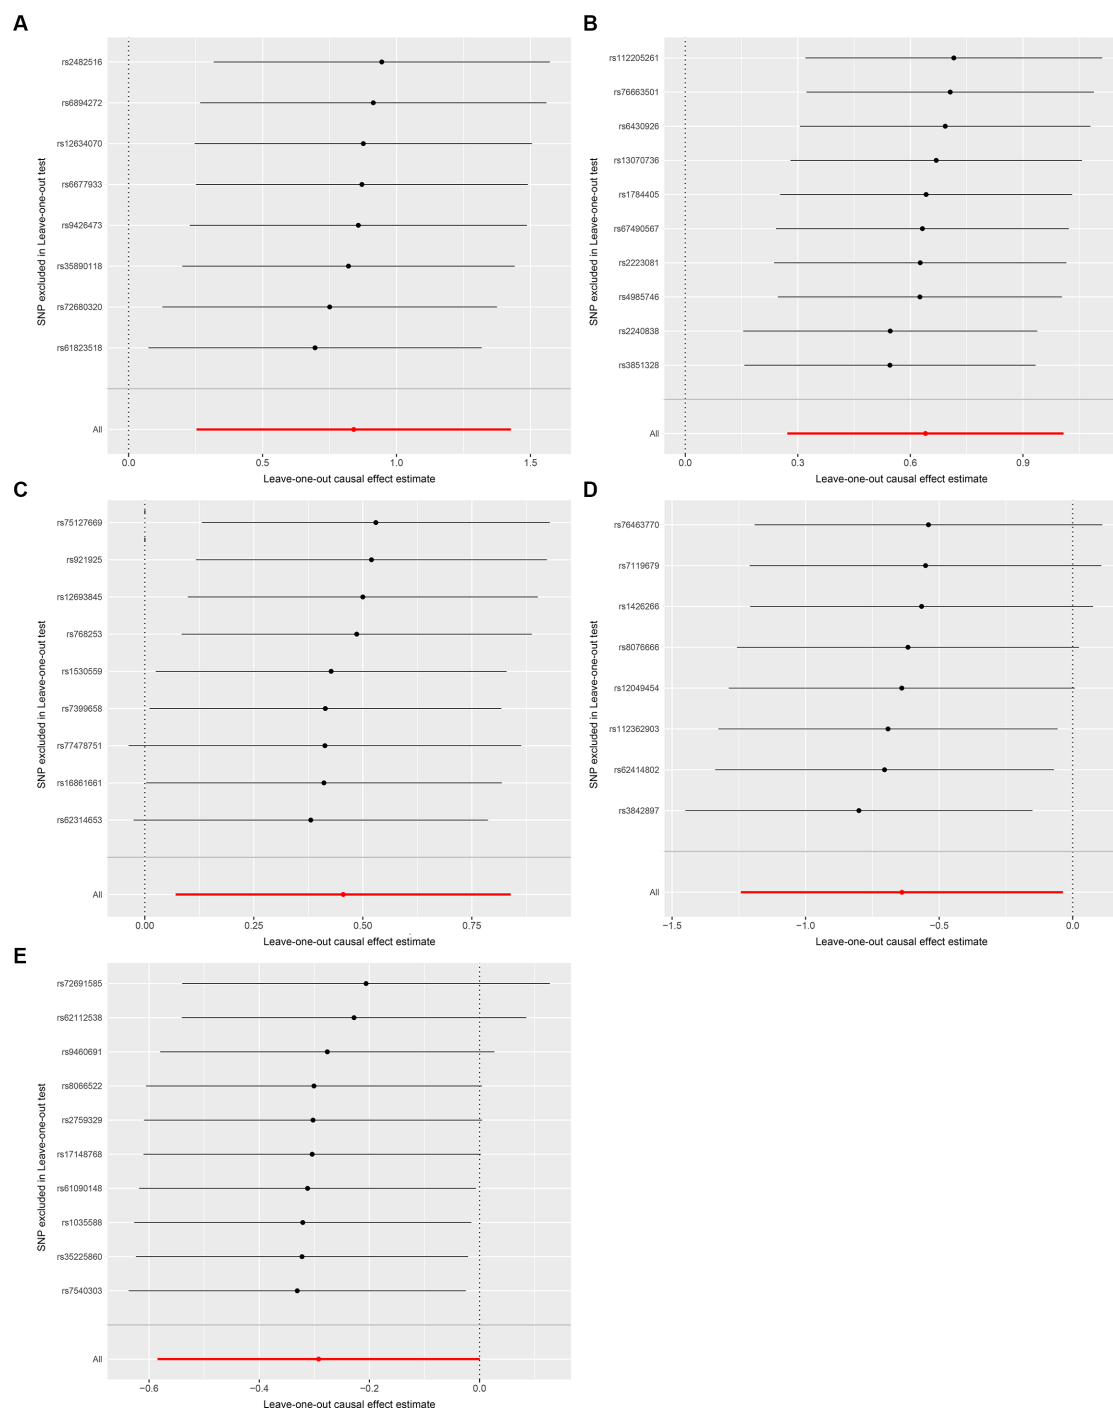 A
SNP excluded in Leave-one-out test
rs2482516
rs6894272
rs12634070
rs6677933
rs9426473
rs35890118
rs72680320
rs61823518
All
0.0 0.5 1.0 1.5
Leave-one-out causal effect estimate
B
SNP excluded in Leave-one-out test
rs112205261
rs76663501
rs6430926
rs13070736
rs1784405
rs67490567
rs2223081
rs4985746
rs2240838
rs3851328
All
0.0 0.3 0.6 0.9
Leave-one-out causal effect estimate
C
SNP excluded in Leave-one-out test
rs75127669
rs921925
rs12693845
rs768253
rs1530559
rs7399658
rs77478751
rs16861661
rs62314653
All
0.00 0.25 0.50 0.75
Leave-one-out causal effect estimate
D
SNP excluded in Leave-one-out test
rs76463770
rs7119679
rs1426266
rs8076666
rs12049454
rs112362903
rs62414802
rs3842897
All
−1.5 −1.0 −0.5 0.0
Leave-one-out causal effect estimate
E
SNP excluded in Leave-one-out test
rs72691585
rs62112538
rs9460691
rs8066522
rs2759329
rs17148768
rs61090148
rs1035588
rs35225860
rs7540303
All
−0.6 −0.4 −0.2 0.0
Leave-one-out causal effect estimate